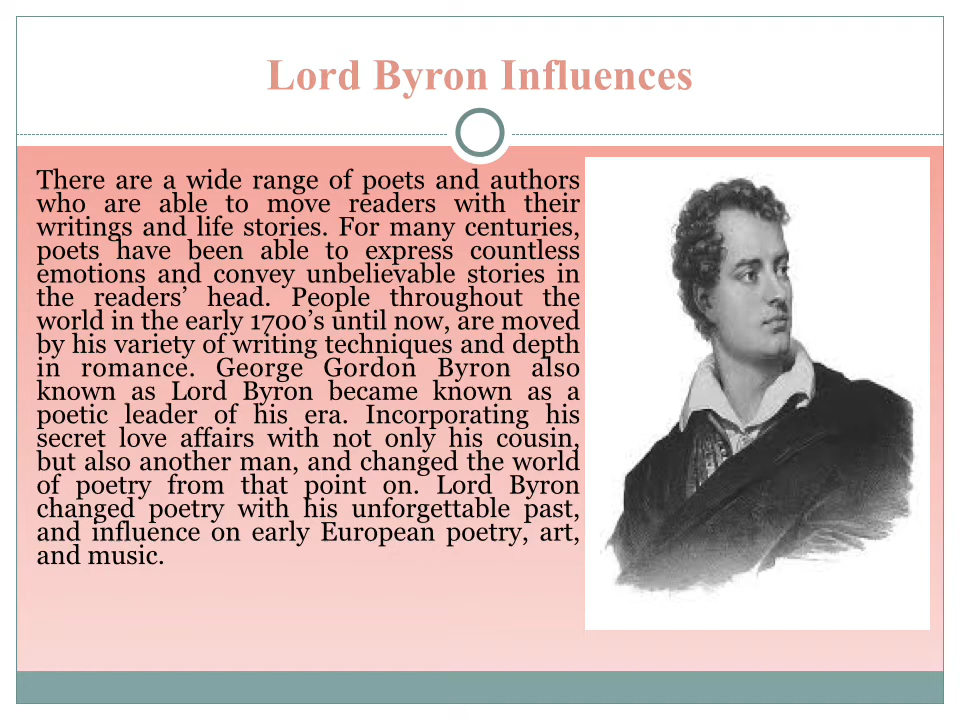 Lord Byron Influences
There are a wide range of poets and authors
who are able to move readers with their
writings and life stories. For many centuries,
poets have been able to express countless
emotions and convey unbelievable stories in
the readers’ head. People throughout the
world in the early 1700’s until now, are moved
by his variety of writing techniques and depth
in romance. George Gordon Byron also
known as Lord Byron became known as a
poetic leader of his era. Incorporating his
secret love affairs with not only his cousin,
but also another man, and changed the world
of poetry from that point on. Lord Byron
changed poetry with his unforgettable past,
and influence on early European poetry, art,
and music.